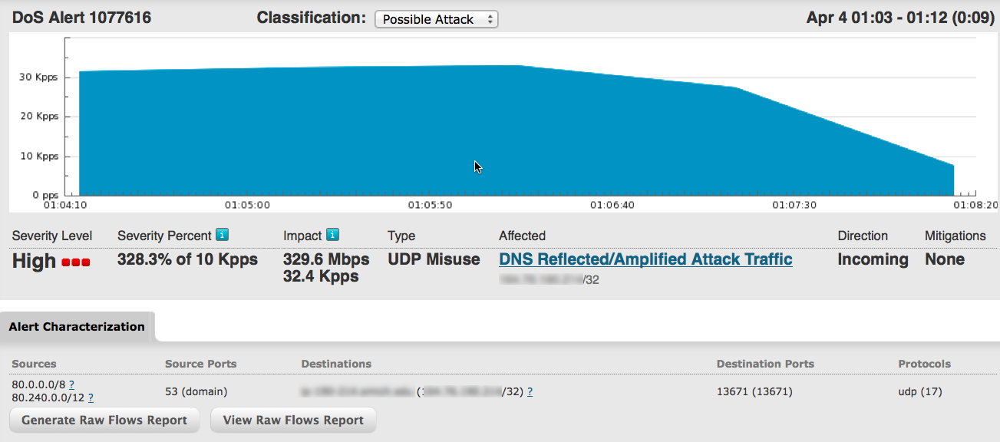 DoS Alert 1077616 Classification: Possible Attack Apr 4 01:03 - 01:12 (0:09)
30 Kpps
20 Kpps
10 Kpps
0 pps
01:04:10 01:05:00 01:05:50 01:06:40 01:07:30 01:08:20
Severity Level Severity Percent i Impact i Type Affected Direction Mitigations
High 328.3% of 10 Kpps 329.6 Mbps UDP Misuse DNS Reflected/Amplified Attack Traffic Incoming None
32.4 Kpps /32
Alert Characterization
Sources Source Ports Destinations Destination Ports Protocols
80.0.0.0/8 ?
80.240.0.0/12 ? 53 (domain) /32) ? 13671 (13671) udp (17)
Generate Raw Flows Report View Raw Flows Report